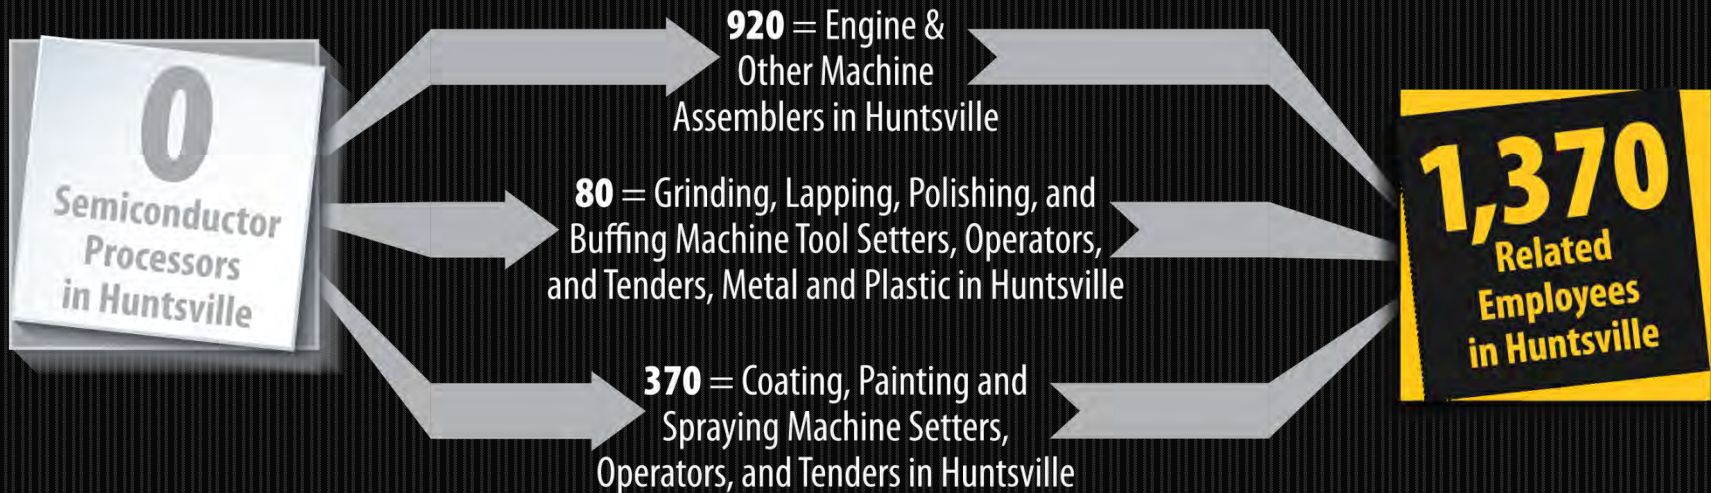 0
Semiconductor
Processors
in Huntsville
920 = Engine &
Other Machine
Assemblers in Huntsville
80 = Grinding, Lapping, Polishing, and
Buffing Machine Tool Setters, Operators,
and Tenders, Metal and Plastic in Huntsville
370 = Coating, Painting and
Spraying Machine Setters,
Operators, and Tenders in Huntsville
1,370
Related
Employees
in Huntsville